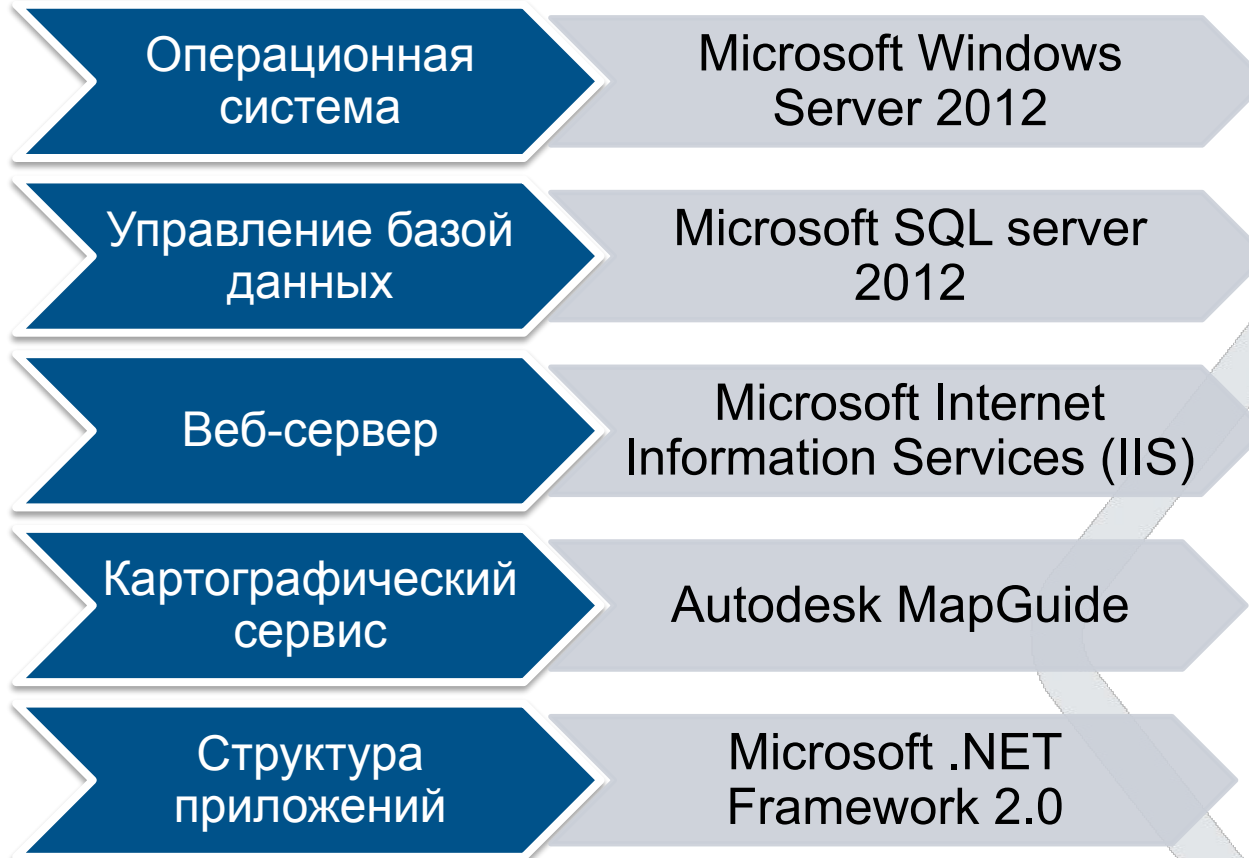 Операционная
система
Microsoft Windows
Server 2012
Управление базой
данных
Microsoft SQL server
2012
Веб-сервер
Microsoft Internet
Information Services (IIS)
Картографический
сервис
Autodesk MapGuide
Структура
приложений
Microsoft .NET
Framework 2.0